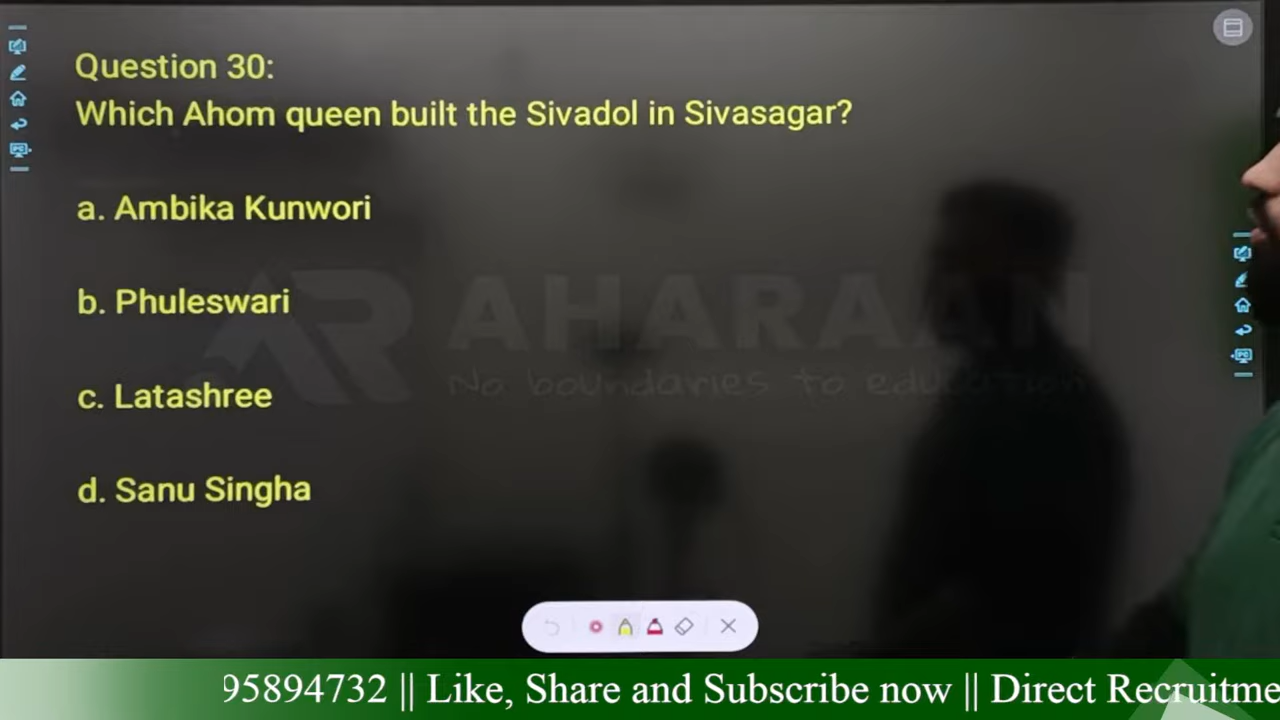 Question 30:
Which Ahom queen built the Sivadol in Sivasagar?
a. Ambika Kunwori
b. Phuleswari
c. Latashree
d. Sanu Singha
AR AHARAAN
No boundaries to education
95894732 || Like, Share and Subscribe now || Direct Recruitme